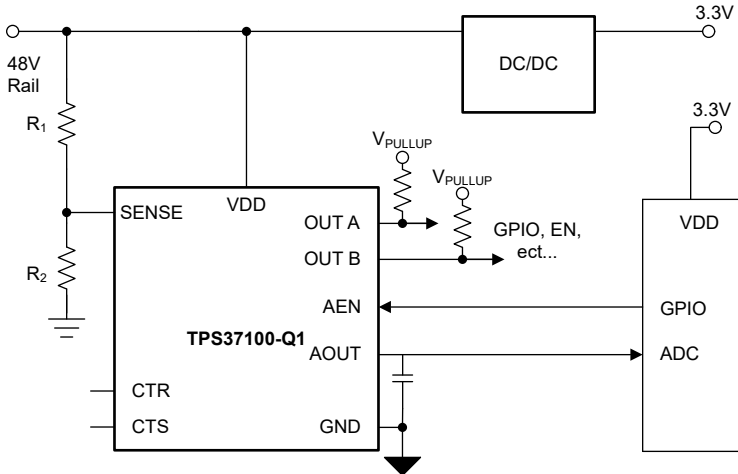 3.3V
48V
Rail
DC/DC
R1
3.3V
VPULLUP
VPULLUP
SENSE
VDD
OUT A
GPIO, EN,
ect...
VDD
OUT B
R2
AEN
GPIO
TPS37100-Q1
AOUT
ADC
CTR
CTS
GND